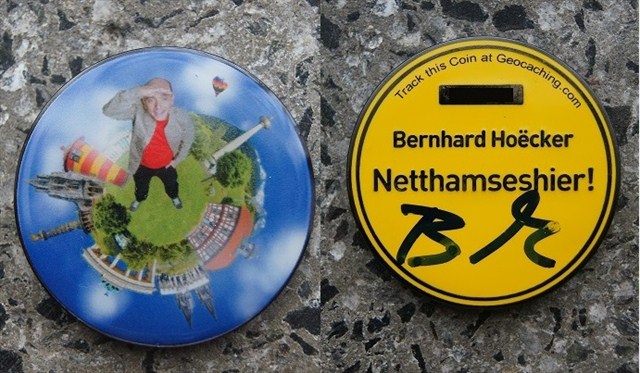 Track this Coin at Geocaching.com
Bernhard Hoëcker
Netthamseshier!